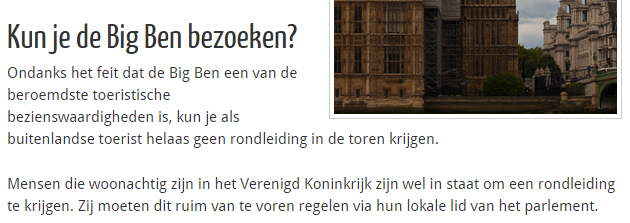 Kun je de Big Ben bezoeken?
Ondanks het feit dat de Big Ben een van de
beroemdste toeristische
bezienswaardigheden is, kun je als
buitenlandse toerist helaas geen rondleiding in de toren krijgen.
Mensen die woonachtig zijn in het Verenigd Koninkrijk zijn wel in staat om een rondleiding
te krijgen. Zij moeten dit ruim van te voren regelen via hun lokale lid van het parlement.